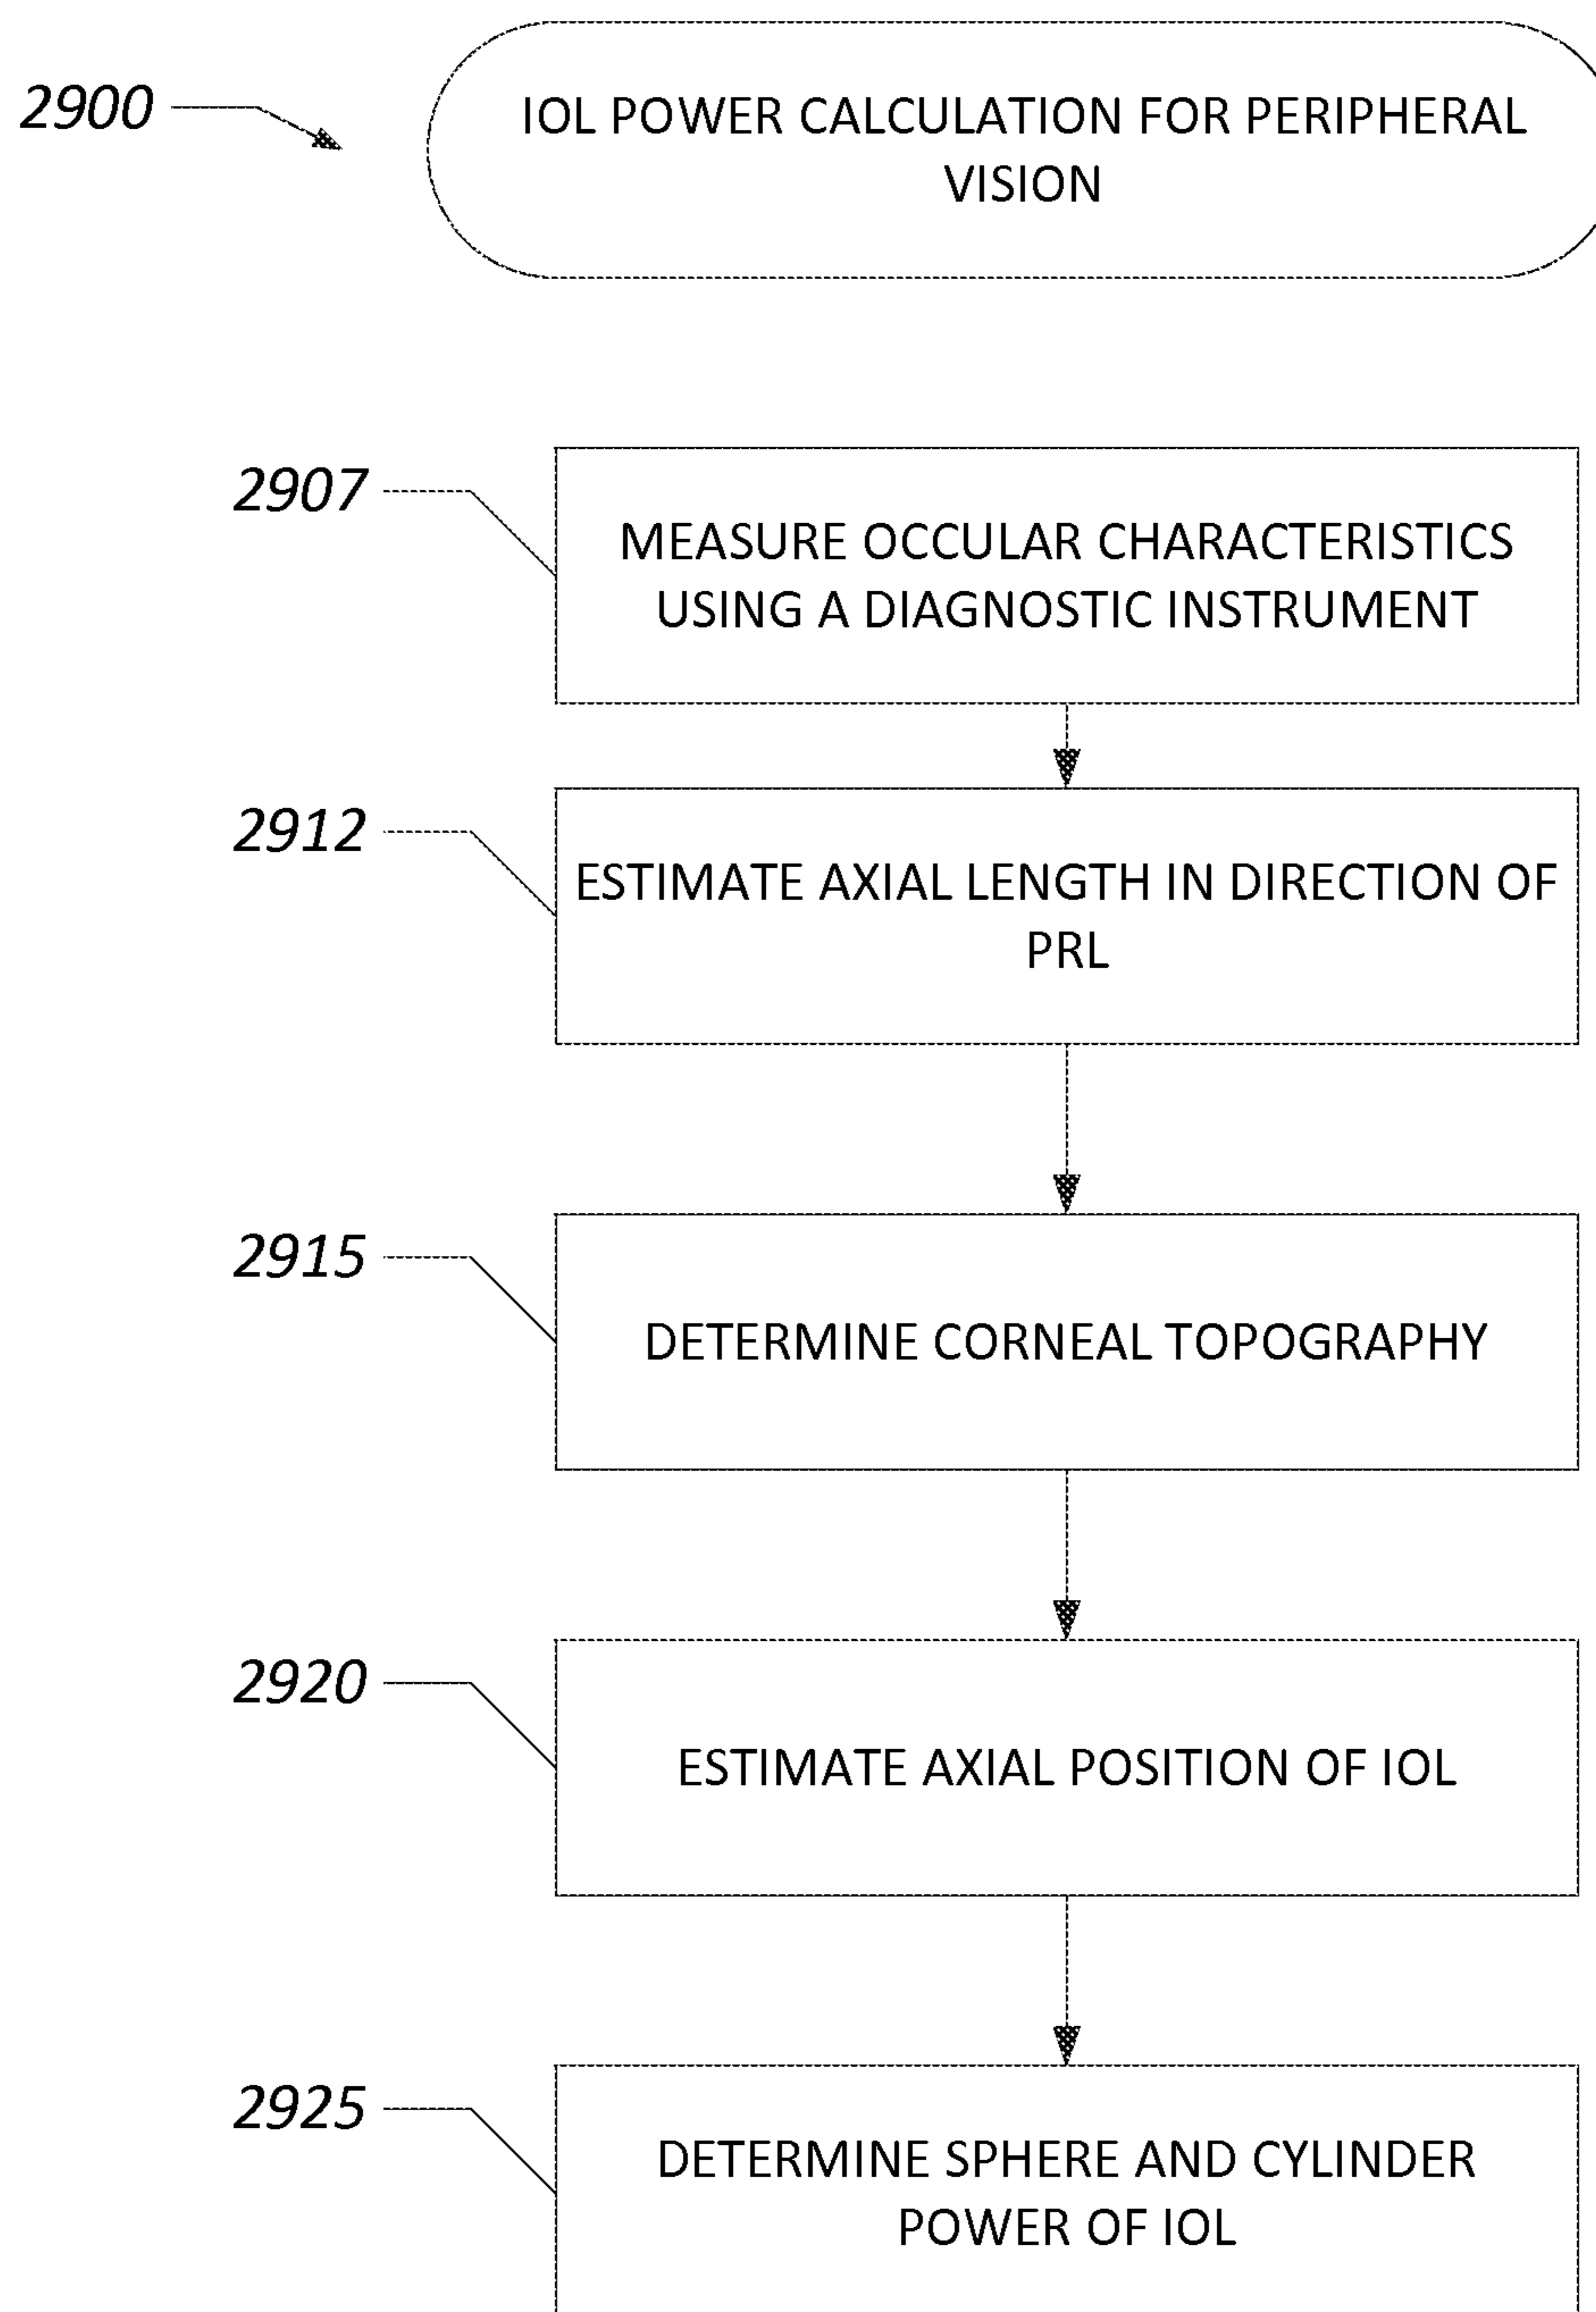 2900
IOL POWER CALCULATION FOR PERIPHERAL
VISION
2907
MEASURE OCCULAR CHARACTERISTICS
USING A DIAGNOSTIC INSTRUMENT
2912
ESTIMATE AXIAL LENGTH IN DIRECTION OF
PRL
2915
DETERMINE CORNEAL TOPOGRAPHY
2920
ESTIMATE AXIAL POSITION OF IOL
2925
DETERMINE SPHERE AND CYLINDER
POWER OF IOL